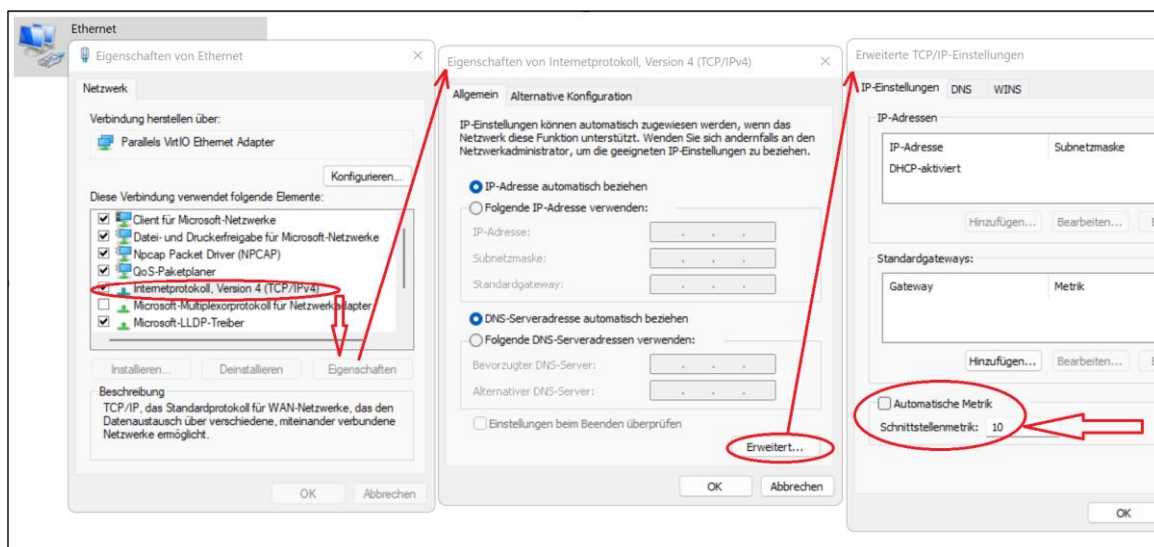 Ethernet
Eigenschaften von Ethernet
Netzwerk
Verbindung herstellen über:
Parallels VirtIO Ethernet Adapter
Konfigurieren...
Diese Verbindung verwendet folgende Elemente:
Client für Microsoft-Netzwerke
Datei- und Druckerfreigabe für Microsoft-Netzwerke
Npcap Packet Driver (NPCAP)
QoS-Paketplaner
Internetprotokoll, Version 4 (TCP/IPv4)
Microsoft-Multiplexorprotokoll für Netzwerkadapter
Microsoft-LLDP-Treiber
Installieren... Deinstallieren Eigenschaften
Beschreibung
TCP/IP, das Standardprotokoll für WAN-Netzwerke, das den
Datenaustausch über verschiedene, miteinander verbundene
Netzwerke ermöglicht.
OK Abbrechen
Eigenschaften von Internetprotokoll, Version 4 (TCP/IPv4)
Allgemein Alternative Konfiguration
IP-Einstellungen können automatisch zugewiesen werden, wenn das
Netzwerk diese Funktion unterstützt. Wenden Sie sich andernfalls an den
Netzwerkadministrator, um die geeigneten IP-Einstellungen zu beziehen.
IP-Adresse automatisch beziehen
Folgende IP-Adresse verwenden:
IP-Adresse:
Subnetzmaske:
Standardgateway:
DNS-Serveradresse automatisch beziehen
Folgende DNS-Serveradressen verwenden:
Bevorzugter DNS-Server:
Alternativer DNS-Server:
Einstellungen beim Beenden überprüfen
Erweitert...
OK Abbrechen
Erweiterte TCP/IP-Einstellungen
IP-Einstellungen DNS WINS
IP-Adressen
IP-Adresse Subnetzmaske
DHCP-aktiviert
Hinzufügen... Bearbeiten...
Standardgateways:
Gateway Metrik
Hinzufügen... Bearbeiten...
Automatische Metrik
Schnittstellenmetrik: 10
OK